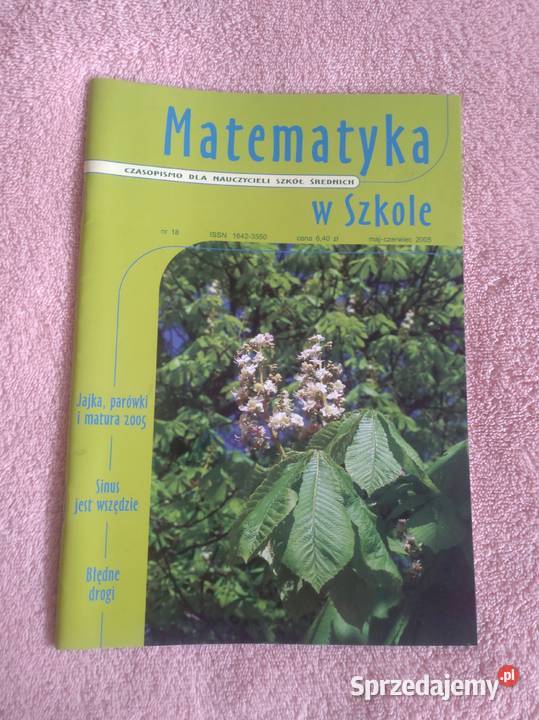 Matematyka
CZASOPISMO DLA NAUCZYCIELI SZKÓŁ ŚREDNICH
w Szkole
nr 18 ISSN 1642-3550 cena 6,40 zł maj-czerwiec 2005
Jajka, parówki
i matura 2005
Sinus
jest wszędzie
Błędne
drogi
Sprzedajemy.pl